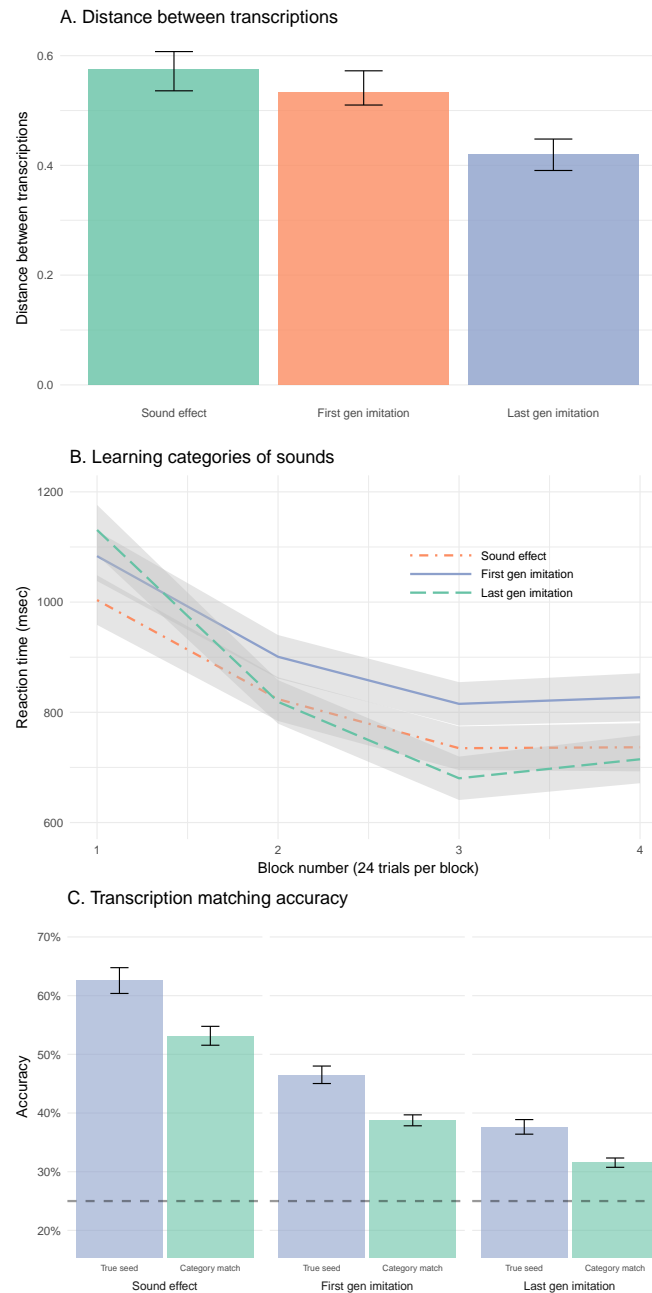 A. Distance between transcriptions
0.6
0.4
0.2
0.0
Distance between transcriptions
Sound effect
First gen imitation
Last gen imitation
B. Learning categories of sounds
1200
1000
800
600
Reaction time (msec)
Sound effect
First gen imitation
Last gen imitation
1
2
3
4
Block number (24 trials per block)
C. Transcription matching accuracy
70%
60%
50%
40%
30%
20%
Accuracy
True seed
Category match
True seed
Category match
True seed
Category match
Sound effect
First gen imitation
Last gen imitation